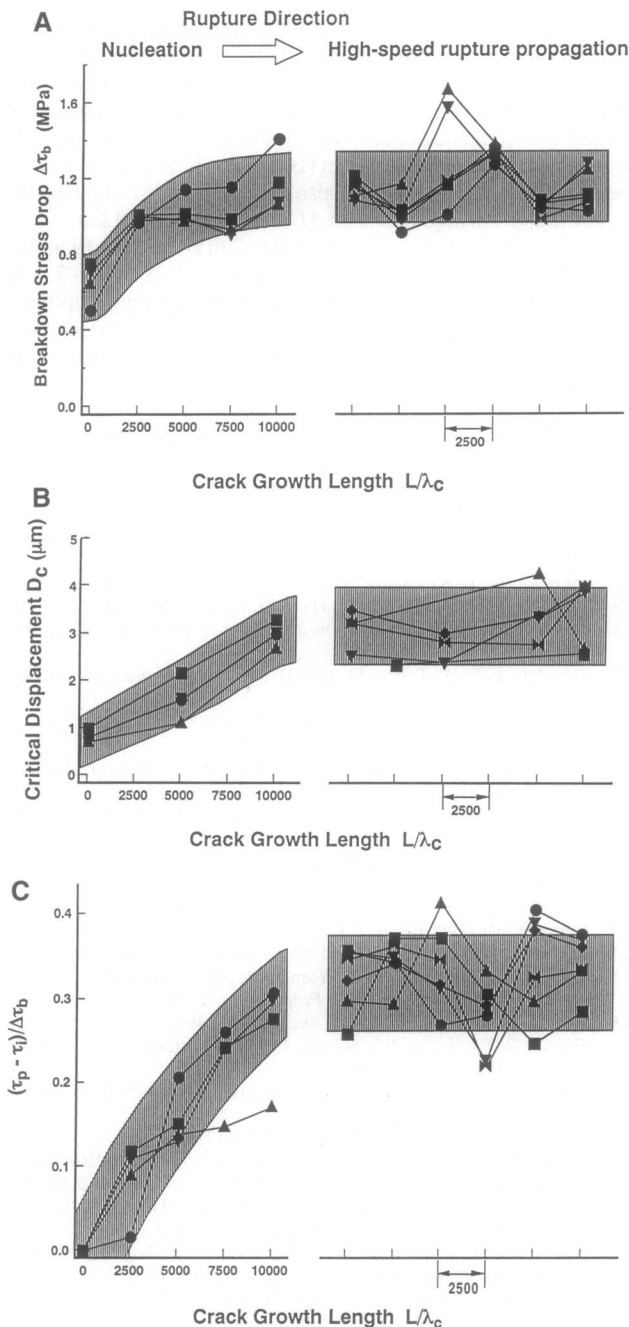 A
Rupture Direction
Nucleation
High-speed rupture propagation
Breakdown Stress Drop Δτb (MPa)
1.6
1.2
0.8
0.4
0.0
0 2500 5000 7500 10000
2500
Crack Growth Length L/λc
B
Critical Displacement Dc (μm)
5
4
3
2
1
0
0 2500 5000 7500 10000
2500
Crack Growth Length L/λc
C
(τp - τi)/Δτb
0.4
0.3
0.2
0.1
0.0
0 2500 5000 7500 10000
2500
Crack Growth Length L/λc